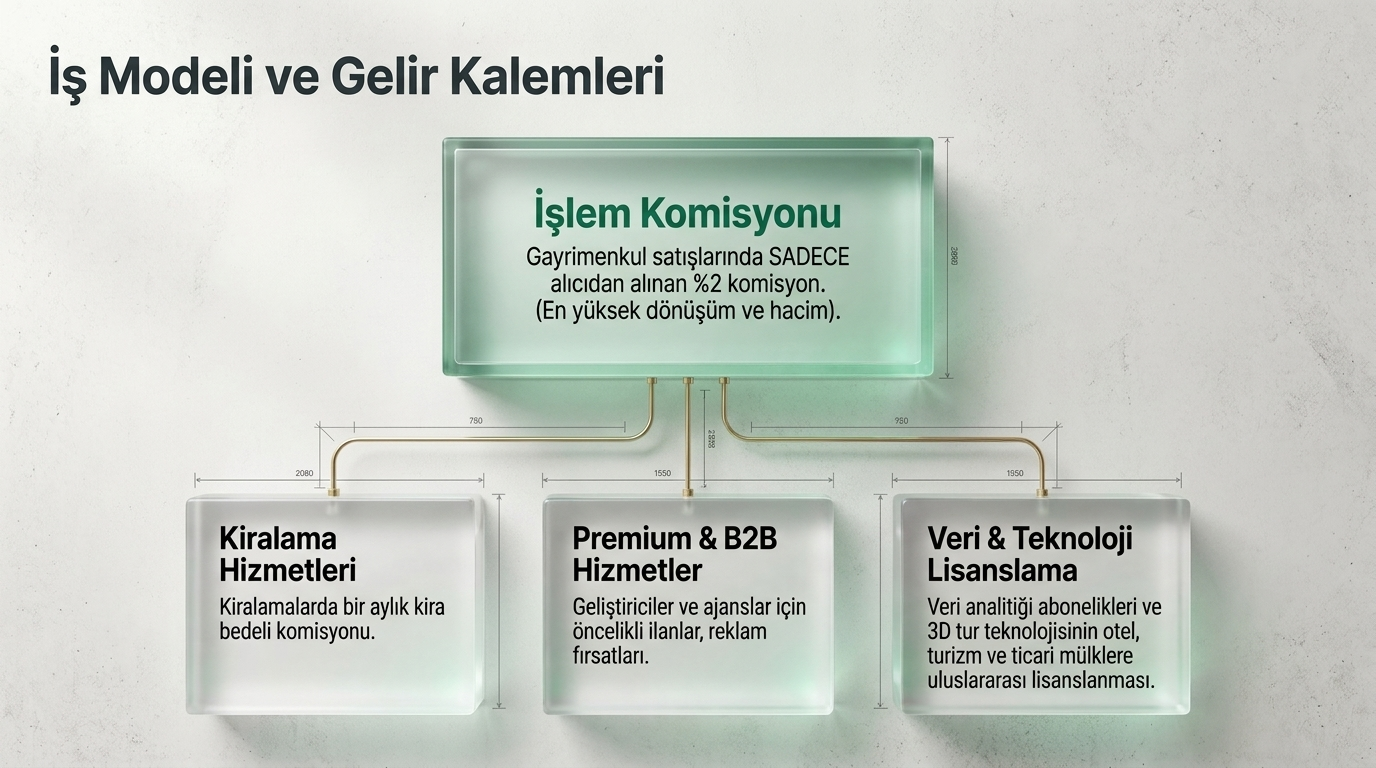 İş Modeli ve Gelir Kalemleri
İşlem Komisyonu
Gayrimenkul satışlarında SADECE
alıcıdan alınan %2 komisyon.
(En yüksek dönüşüm ve hacim).
780
980
2080
1550
1950
Kiralama
Hizmetleri
Kiralamalarda bir aylık kira
bedeli komisyonu.
Premium & B2B
Hizmetler
Geliştiriciler ve ajanslar için
öncelikli ilanlar, reklam
fırsatları.
Veri & Teknoloji
Lisanslama
Veri analitiği abonelikleri ve
3D tur teknolojisinin otel,
turizm ve ticari mülklere
uluslararası lisanslanması.